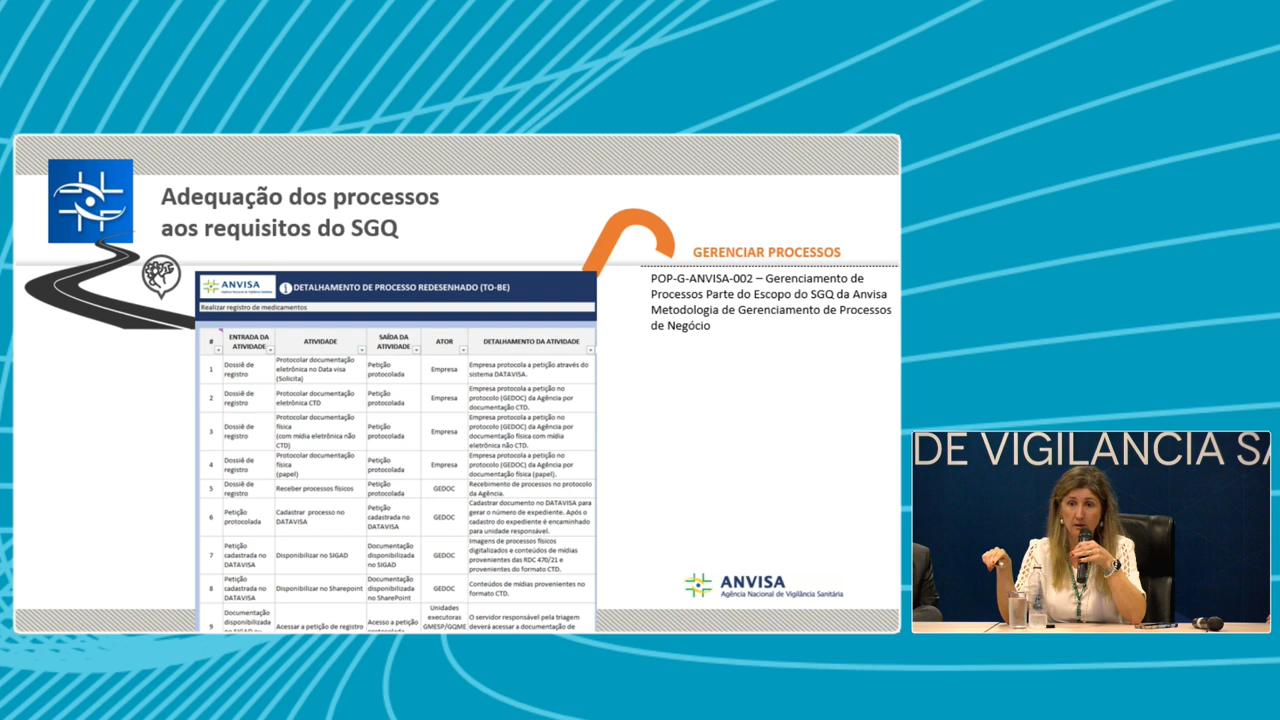 Adequação dos processos
aos requisitos do SGQ
GERENCIAR PROCESSOS
POP-G-ANVISA-002 – Gerenciamento de
Processos Parte do Escopo do SGQ da Anvisa
Metodologia de Gerenciamento de Processos
de Negócio
ANVISA
Agência Nacional de Vigilância Sanitária
DETALHAMENTO DE PROCESSO REDESENHADO (TO-BE)
Realizar registro de medicamentos
# ENTRADA DA ATIVIDADE ATIVIDADE SAÍDA DA ATIVIDADE ATOR DETALHAMENTO DA ATIVIDADE
1 Dossiê de registro Protocolar documentação eletrônica no Data visa (Solicita) Petição protocolada Empresa Empresa protocola a petição através do sistema DATAVISA.
2 Dossiê de registro Protocolar documentação eletrônica CTD Petição protocolada Empresa Empresa protocola a petição no protocolo (GEDOC) da Agência por documentação CTD.
3 Dossiê de registro Protocolar documentação física (com mídia eletrônica não CTD) Petição protocolada Empresa Empresa protocola a petição no protocolo (GEDOC) da Agência por documentação física com mídia eletrônica não CTD.
4 Dossiê de registro Protocolar documentação física (papel) Petição protocolada Empresa Empresa protocola a petição no protocolo (GEDOC) da Agência por documentação física (papel).
5 Dossiê de registro Receber processos físicos Petição protocolada GEDOC Recebimento de processos no protocolo da Agência.
6 Petição protocolada Cadastrar processo no DATAVISA Petição cadastrada no DATAVISA GEDOC Cadastrar documento no DATAVISA para gerar o número de expediente. Após o cadastro do expediente é encaminhado para unidade responsável.
7 Petição cadastrada no DATAVISA Disponibilizar no SIGAD Documentação disponibilizada no SIGAD GEDOC Imagens de processos físicos digitalizados e conteúdos de mídias provenientes das RDC 470/21 e provenientes do formato CTD.
8 Petição cadastrada no DATAVISA Disponibilizar no Sharepoint Documentação disponibilizada no SharePoint GEDOC Conteúdos de mídias provenientes no formato CTD.
9 Documentação disponibilizada no SIGAD ou Acessar a petição de registro Acesso a petição protocolada Unidades executoras GMESP/GQMED O servidor responsável pela triagem deverá acessar a documentação de
ANVISA
Agência Nacional de Vigilância Sanitária
DE VIGILANCIA SA